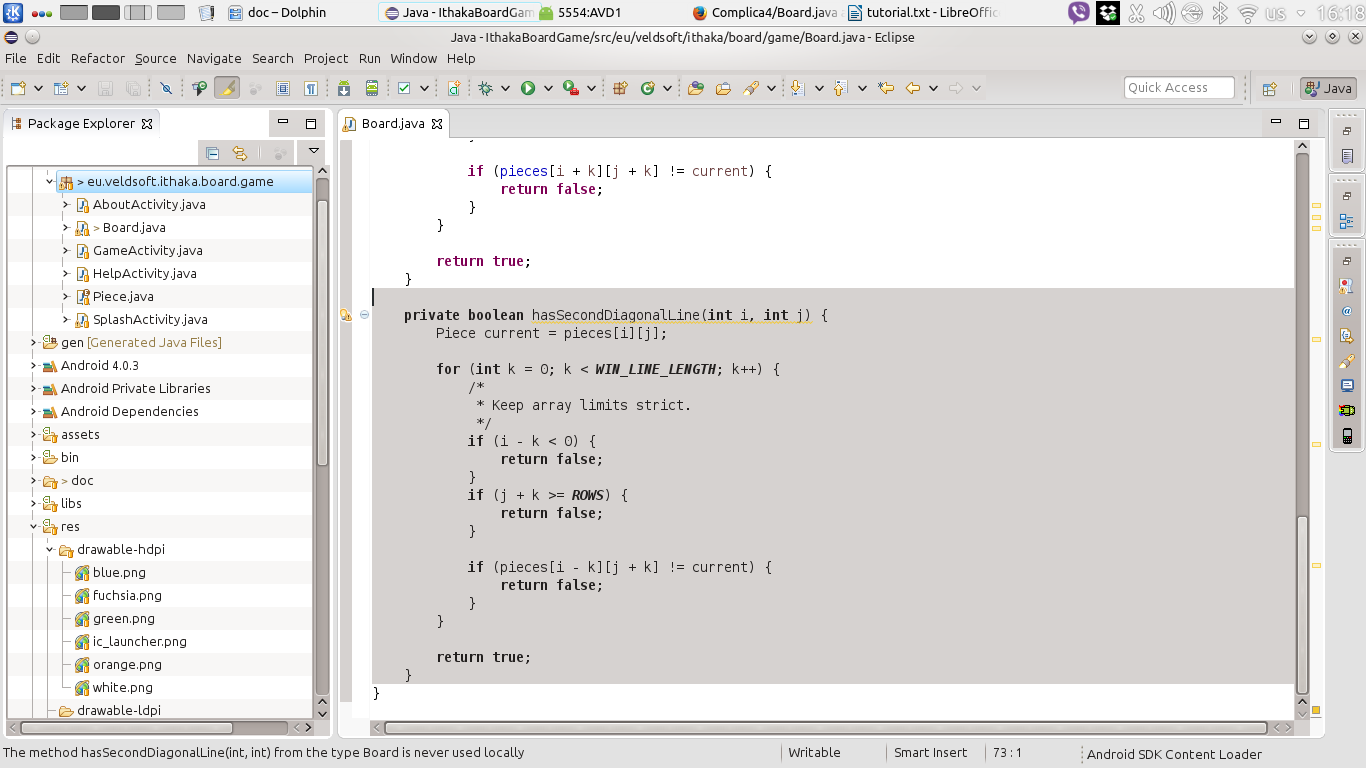 doc – Dolphin
Java - IthakaBoardGam
5554:AVD1
Complica4/Board.java a
tutorial.txt - LibreOffic
us
16:18
Java - IthakaBoardGame/src/eu/veldsoft/ithaka/board/game/Board.java - Eclipse
File Edit Refactor Source Navigate Search Project Run Window Help
Quick Access
Java
Package Explorer
Board.java
> eu.veldsoft.ithaka.board.game
AboutActivity.java
> Board.java
GameActivity.java
HelpActivity.java
Piece.java
SplashActivity.java
gen [Generated Java Files]
Android 4.0.3
Android Private Libraries
Android Dependencies
assets
bin
> doc
libs
res
drawable-hdpi
blue.png
fuchsia.png
green.png
ic_launcher.png
orange.png
white.png
drawable-ldpi
if (pieces[i + k][j + k] != current) {
return false;
}
}
return true;
}
private boolean hasSecondDiagonalLine(int i, int j) {
Piece current = pieces[i][j];
for (int k = 0; k < WIN_LINE_LENGTH; k++) {
/*
* Keep array limits strict.
*/
if (i - k < 0) {
return false;
}
if (j + k >= ROWS) {
return false;
}
if (pieces[i - k][j + k] != current) {
return false;
}
}
return true;
}
}
The method hasSecondDiagonalLine(int, int) from the type Board is never used locally
Writable
Smart Insert
73 : 1
Android SDK Content Loader